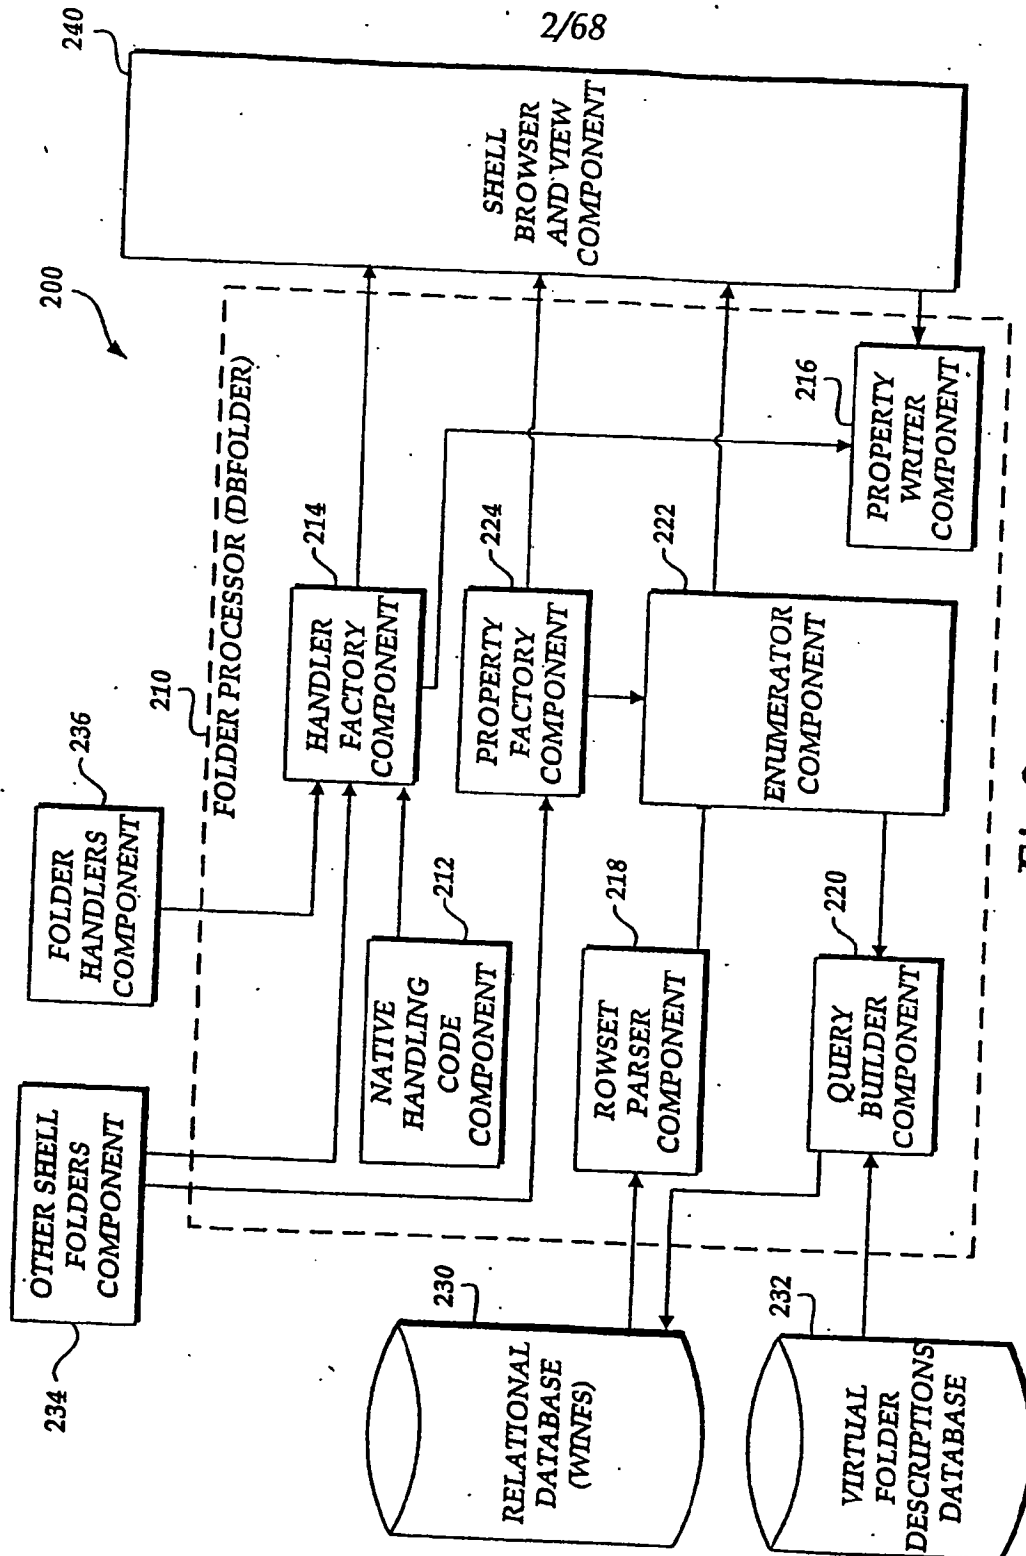 2/68
240
SHELL
BROWSER
AND VIEW
COMPONENT
200
210
FOLDER PROCESSOR (DBFOLDER)
236
FOLDER
HANDLERS
COMPONENT
214
HANDLER
FACTORY
COMPONENT
224
PROPERTY
FACTORY
COMPONENT
222
ENUMERATOR
COMPONENT
216
PROPERTY
WRITER
COMPONENT
234
OTHER SHELL
FOLDERS
COMPONENT
212
NATIVE
HANDLING
CODE
COMPONENT
218
ROWSET
PARSER
COMPONENT
220
QUERY
BUILDER
COMPONENT
230
RELATIONAL
DATABASE
(WINFS)
232
VIRTUAL
FOLDER
DESCRIPTIONS
DATABASE